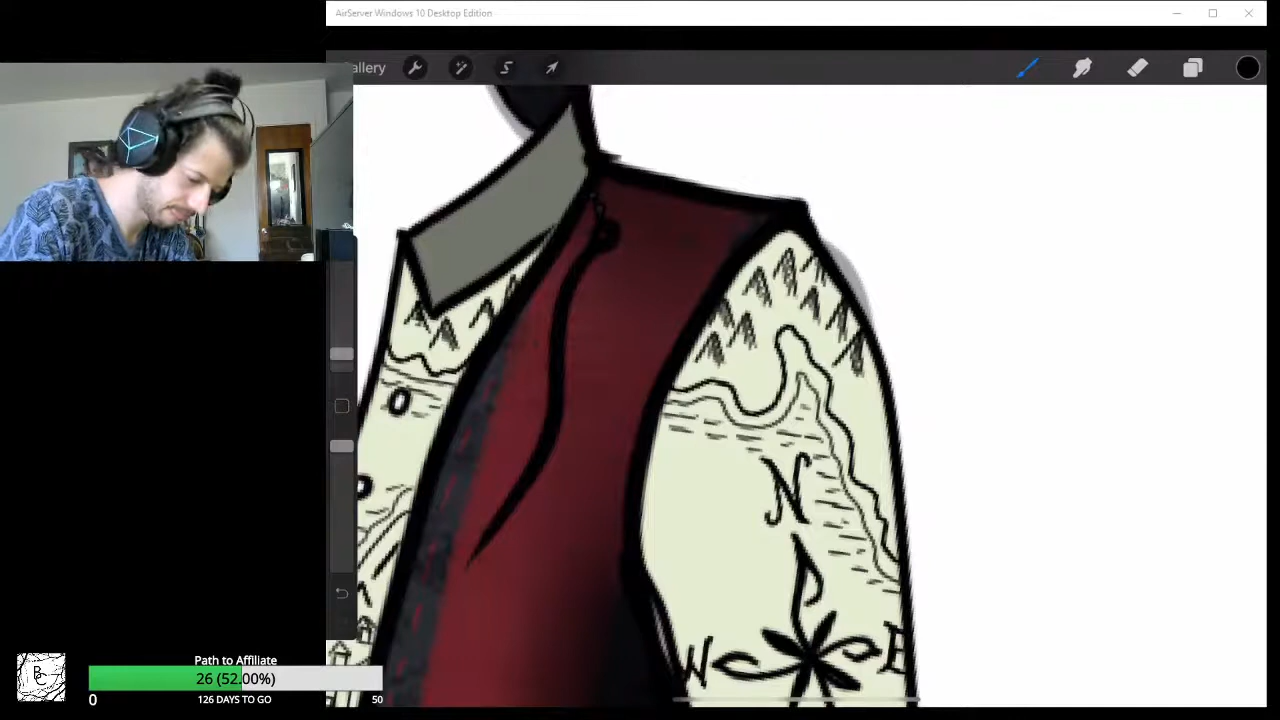 AirServer Windows 10 Desktop Edition
allery
N
W
E
Path to Affiliate
26 (52.00%)
0
126 DAYS TO GO
50